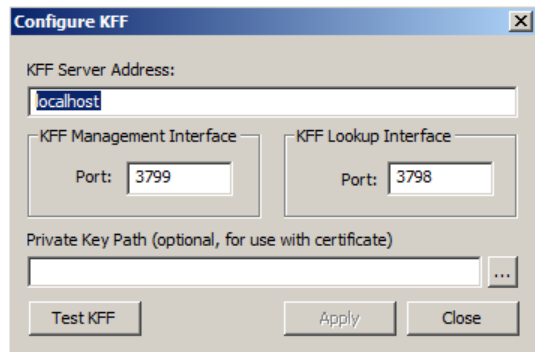 Configure KFF
KFF Server Address:
localhost
KFF Management Interface
KFF Lookup Interface
Port: 3799
Port: 3798
Private Key Path (optional, for use with certificate)
...
Test KFF
Apply
Close